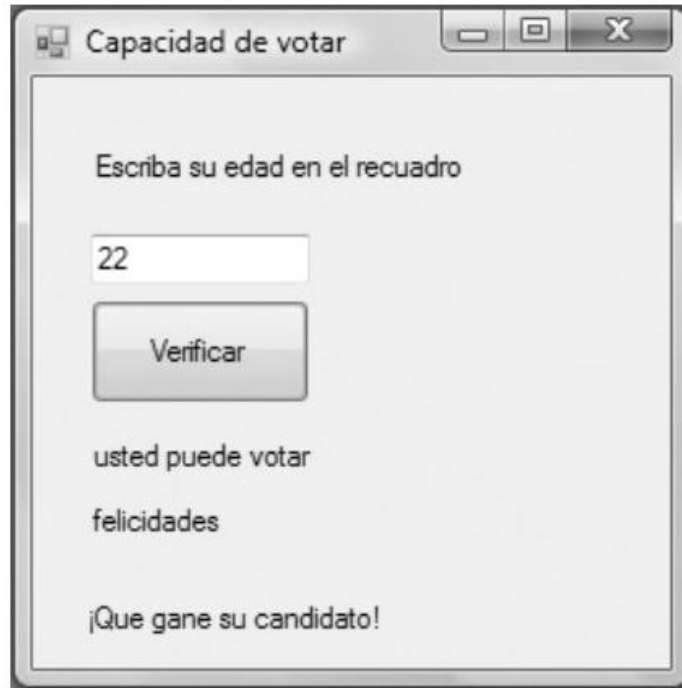 Capacidad de votar
Escriba su edad en el recuadro
22
Verificar
usted puede votar
felicidades
¡Que gane su candidato!